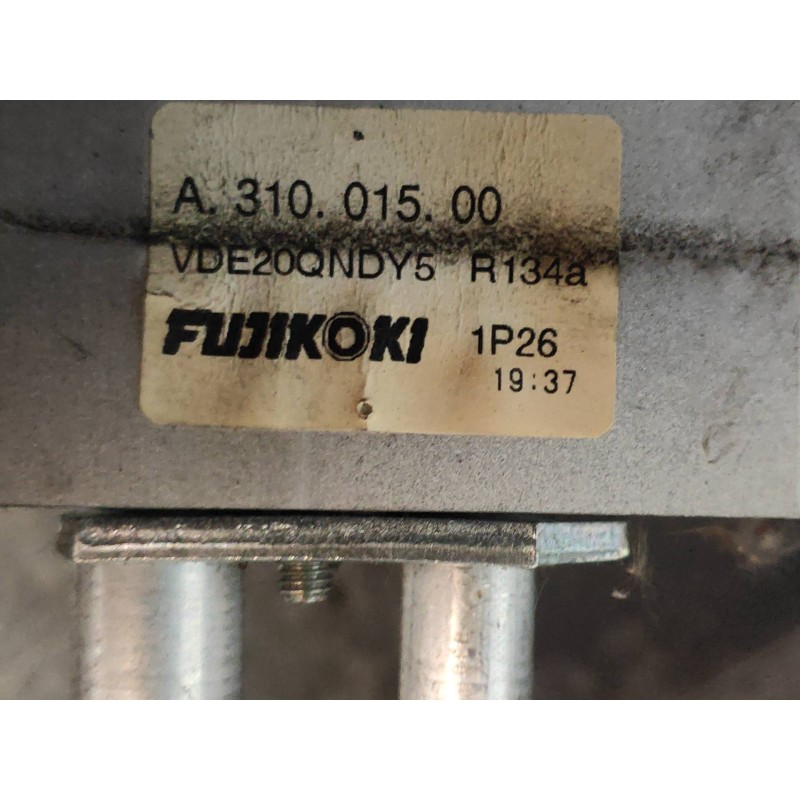 A. 310. 015. 00
VDE20QNDY5 R134a
FUJIKOKI 1P26
19:37